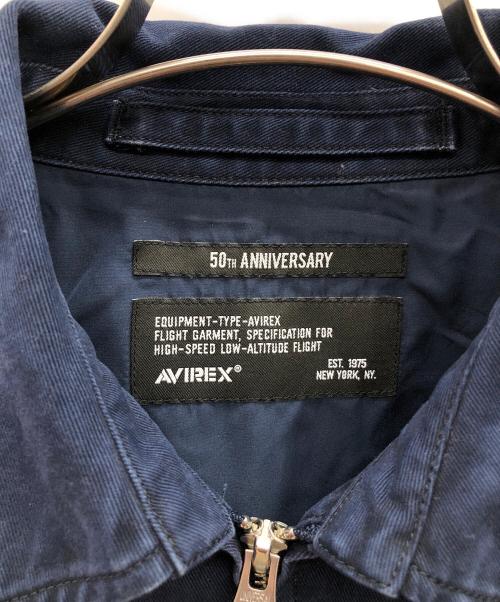 50TH ANNIVERSARY
EQUIPMENT-TYPE-AVIREX
FLIGHT GARMENT, SPECIFICATION FOR
HIGH-SPEED LOW-ALTITUDE FLIGHT
AVIREX®
EST. 1975
NEW YORK, NY.